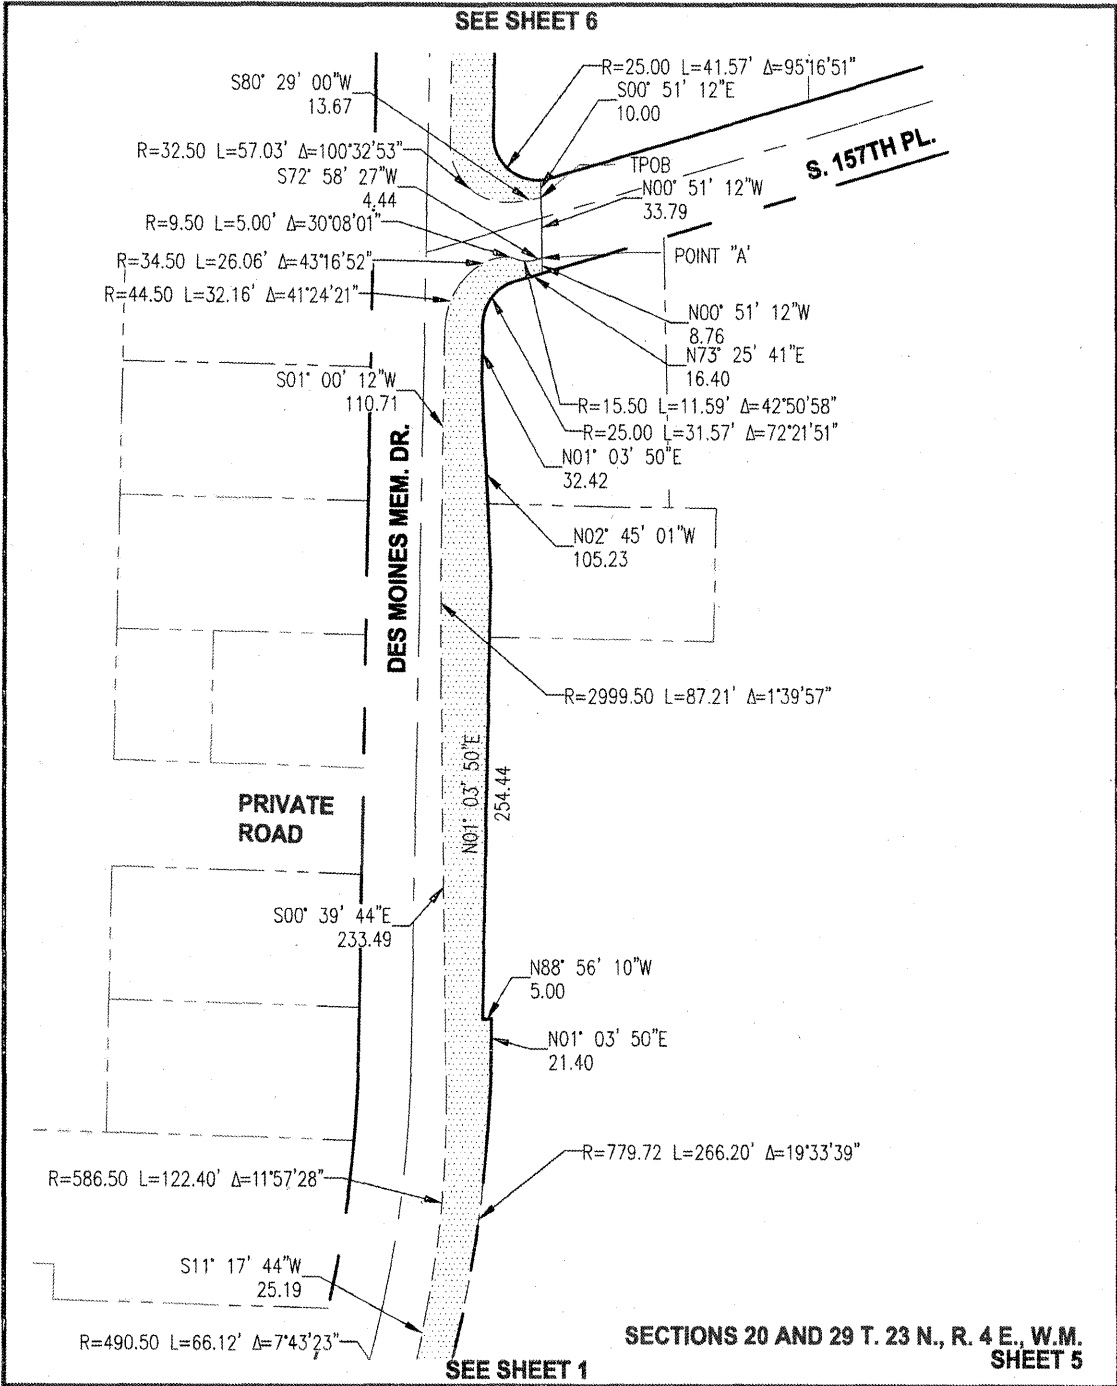 SEE SHEET 6
R=25.00 L=41.57' Δ=95°16'51"
S80° 29' 00"W
13.67
S00° 51' 12"E
10.00
R=32.50 L=57.03' Δ=100°32'53"
S. 157TH PL.
TPOB
S72° 58' 27"W
4.44
N00° 51' 12"W
33.79
R=9.50 L=5.00' Δ=30°08'01"
POINT "A'
R=34.50 L=26.06' Δ=43°16'52"
R=44.50 L=32.16' Δ=41°24'21"
N00° 51' 12"W
8.76
N73° 25' 41"E
16.40
S01° 00' 12"W
110.71
R=15.50 L=11.59' Δ=42°50'58"
R=25.00 L=31.57' Δ=72°21'51"
N01° 03' 50"E
32.42
DES MOINES MEM. DR.
N02° 45' 01"W
105.23
R=2999.50 L=87.21' Δ=1°39'57"
N01° 03' 50"E
254.44
PRIVATE
ROAD
S00° 39' 44"E
233.49
N88° 56' 10"W
5.00
N01° 03' 50"E
21.40
R=779.72 L=266.20' Δ=19°33'39"
R=586.50 L=122.40' Δ=11°57'28"
S11° 17' 44"W
25.19
R=490.50 L=66.12' Δ=7°43'23"
SECTIONS 20 AND 29 T. 23 N., R. 4 E., W.M.
SHEET 5
SEE SHEET 1